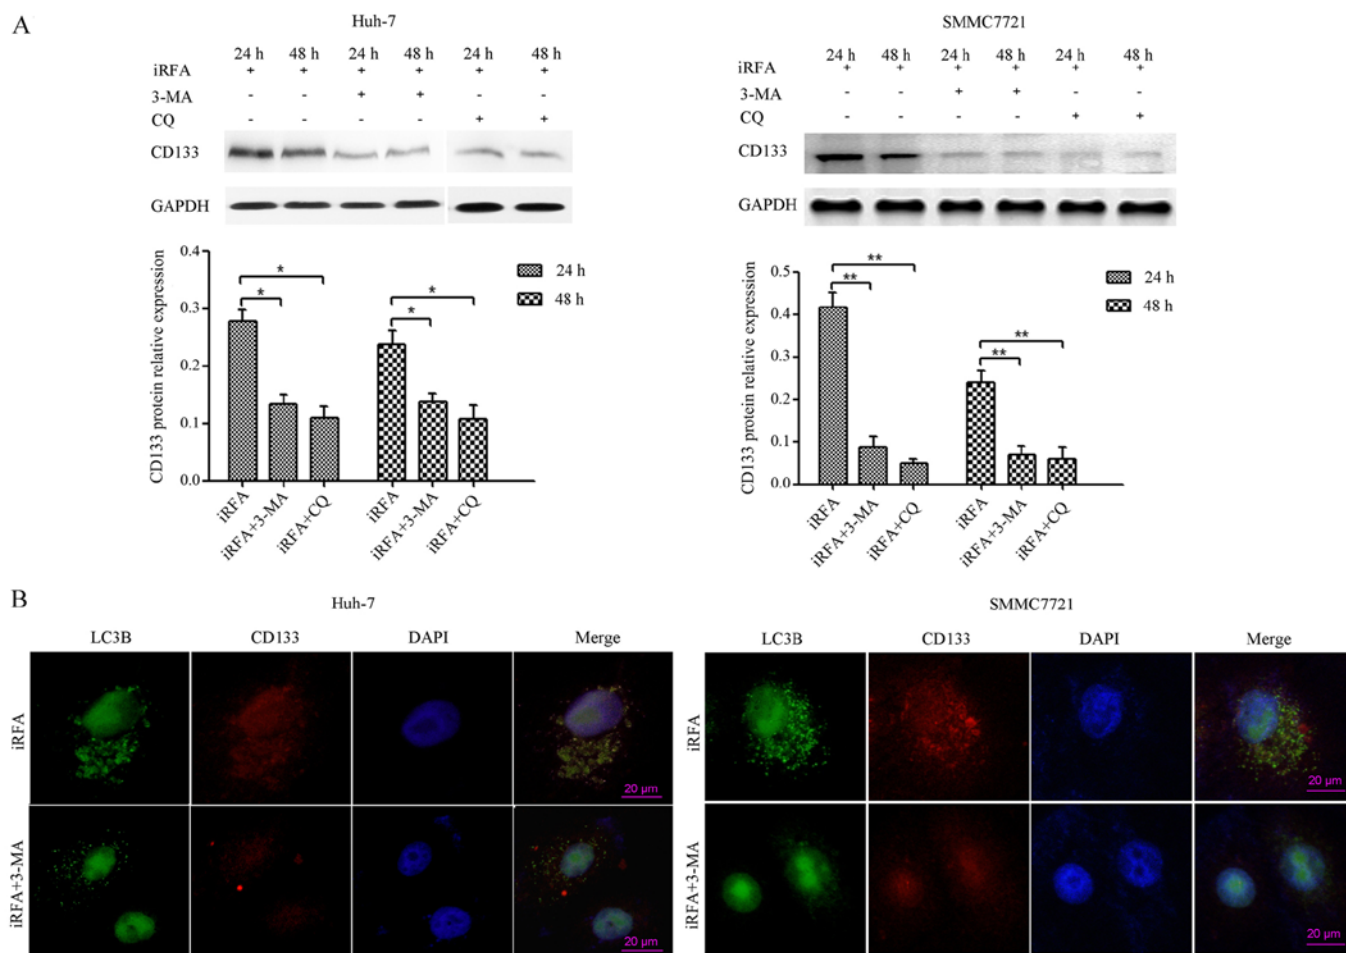 A
Huh-7
24 h 48 h 24 h 48 h 24 h 48 h
iRFA + + + + + +
3-MA - - + + - -
CQ - - - - + +
CD133
GAPDH
CD133 protein relative expression
0.4
0.3
0.2
0.1
0.0
* * * *
24 h
48 h
iRFA iRFA+3-MA iRFA+CQ iRFA iRFA+3-MA iRFA+CQ
SMMC7721
24 h 48 h 24 h 48 h 24 h 48 h
iRFA + + + + + +
3-MA - - + + - -
CQ - - - - + +
CD133
GAPDH
CD133 protein relative expression
0.5
0.4
0.3
0.2
0.1
0.0
** ** ** **
24 h
48 h
iRFA iRFA+3-MA iRFA+CQ iRFA iRFA+3-MA iRFA+CQ
B
Huh-7
LC3B CD133 DAPI Merge
iRFA
20 μm
iRFA+3-MA
20 μm
SMMC7721
LC3B CD133 DAPI Merge
iRFA
20 μm
iRFA+3-MA
20 μm